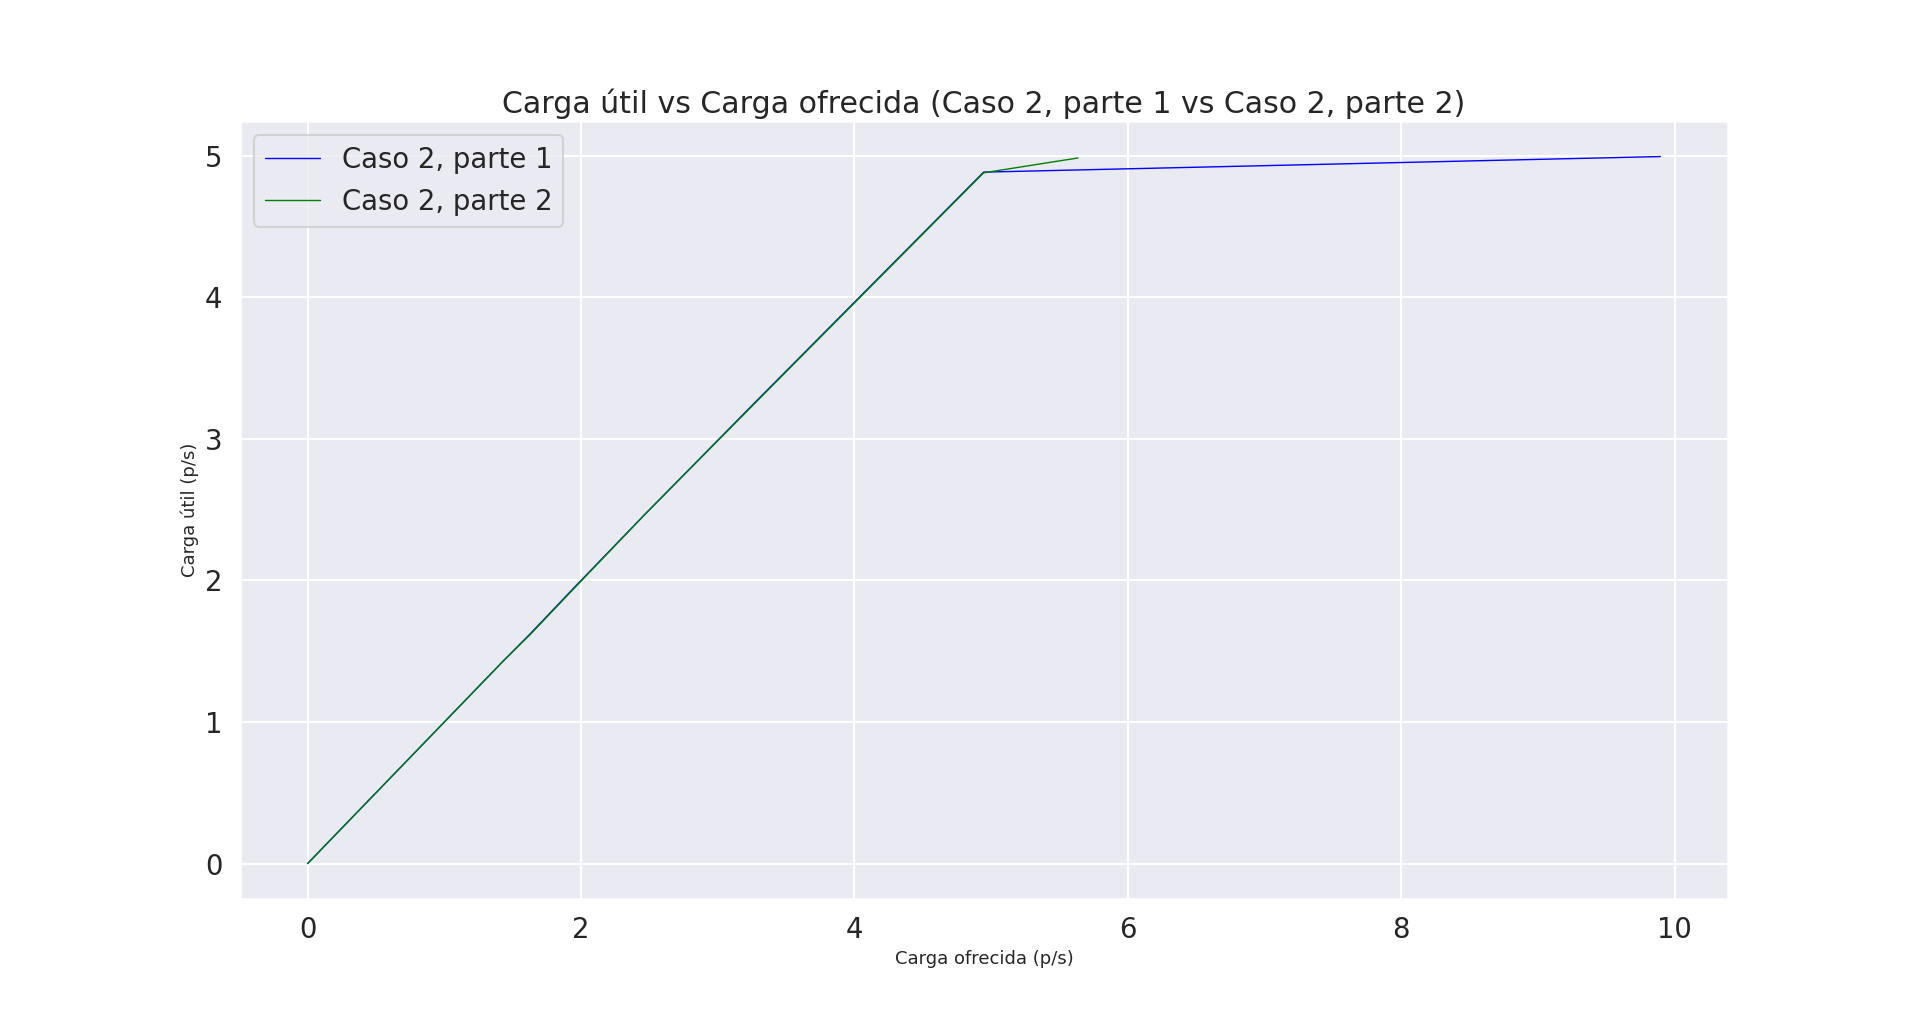 Carga útil vs Carga ofrecida (Caso 2, parte 1 vs Caso 2, parte 2)
Caso 2, parte 1
Caso 2, parte 2
5
4
3
2
1
0
Carga útil (p/s)
0 2 4 6 8 10
Carga ofrecida (p/s)